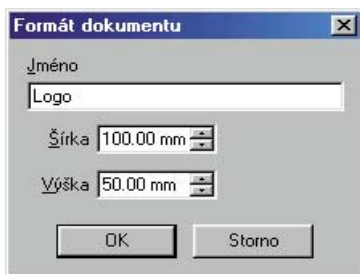 Formát dokumentu
Jméno
Logo
Šířka 100.00 mm
Výška 50.00 mm
OK Storno